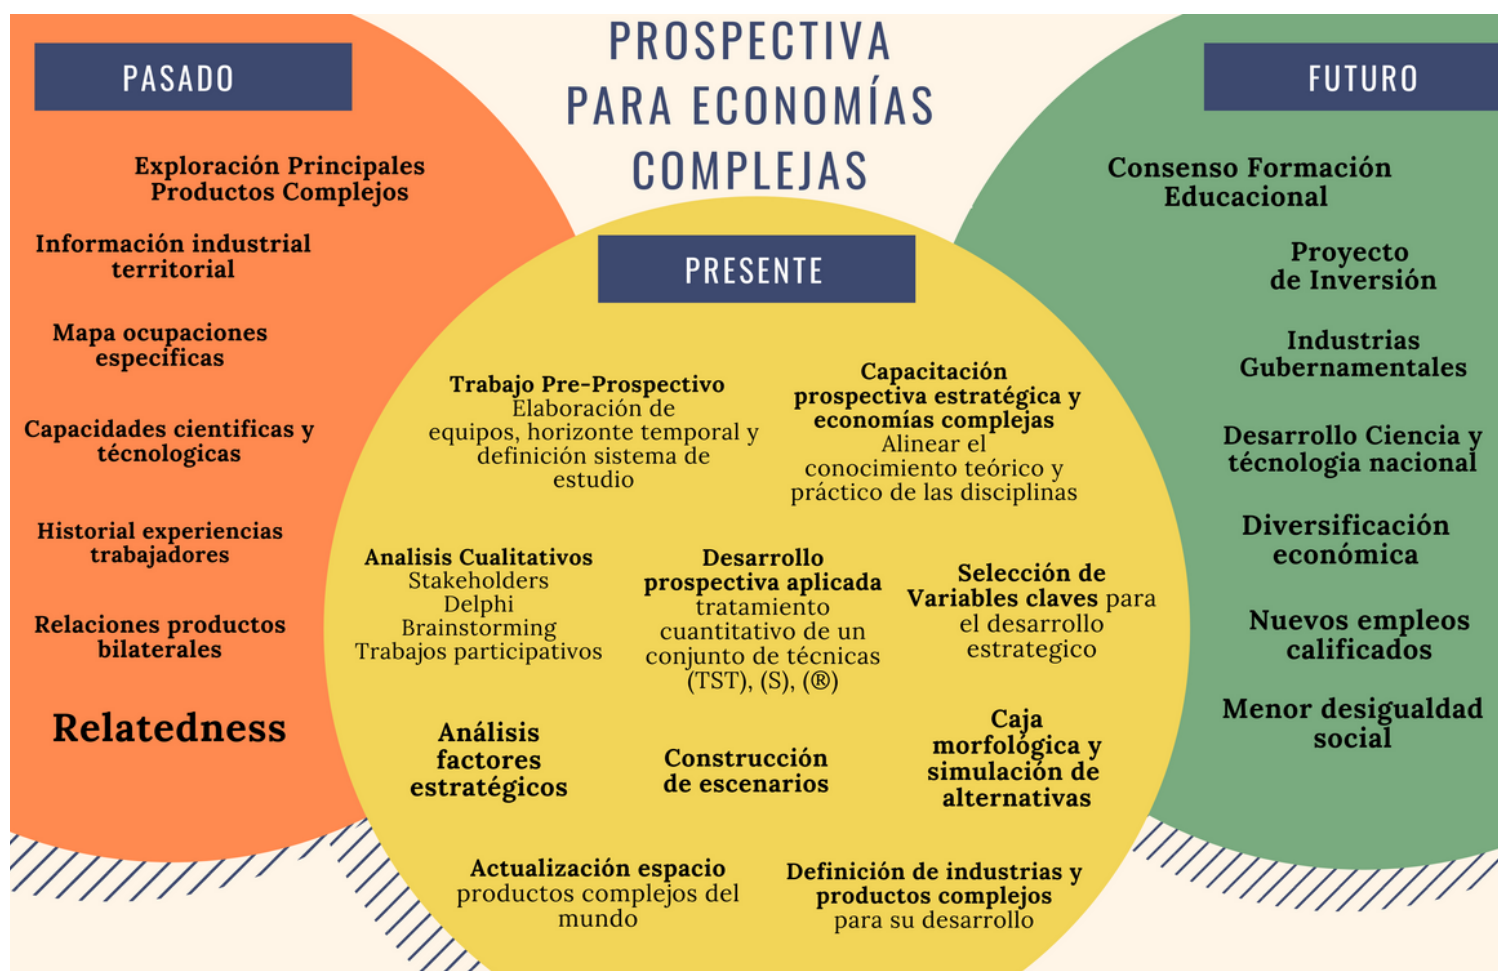 PROSPECTIVA
PARA ECONOMÍAS
COMPLEJAS
PASADO
Exploración Principales
Productos Complejos
Información industrial
territorial
Mapa ocupaciones
especificas
Capacidades cientificas y
técnologicas
Historial experiencias
trabajadores
Relaciones productos
bilaterales
Relatedness
PRESENTE
Trabajo Pre-Prospectivo
Elaboración de
equipos, horizonte temporal y
definición sistema de
estudio
Capacitación
prospectiva estratégica y
economías complejas
Alinear el
conocimiento teórico y
práctico de las disciplinas
Analisis Cualitativos
Stakeholders
Delphi
Brainstorming
Trabajos participativos
Desarrollo
prospectiva aplicada
tratamiento
cuantitativo de un
conjunto de técnicas
(TST), (S), (®)
Selección de
Variables claves para
el desarrollo
estrategico
Análisis
factores
estratégicos
Construcción
de escenarios
Caja
morfológica y
simulación de
alternativas
Actualización espacio
productos complejos del
mundo
Definición de industrias y
productos complejos
para su desarrollo
FUTURO
Consenso Formación
Educacional
Proyecto
de Inversión
Industrias
Gubernamentales
Desarrollo Ciencia y
técnologia nacional
Diversificación
económica
Nuevos empleos
calificados
Menor desigualdad
social